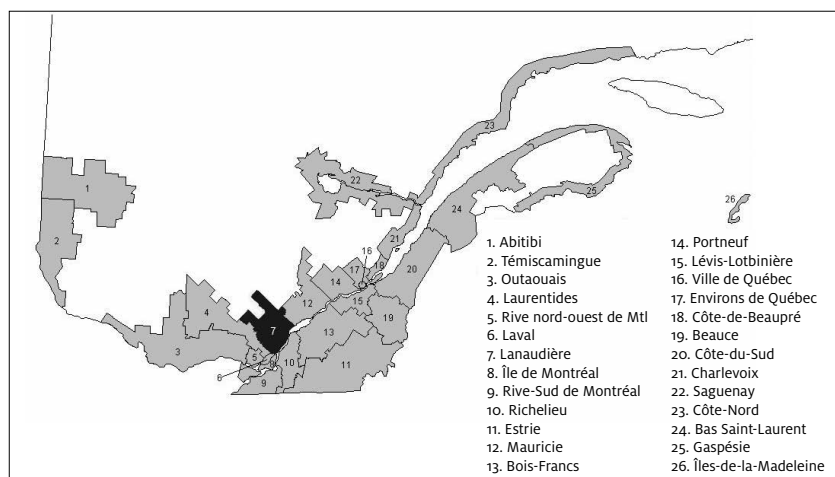 23
22
1
25
26
24
2
21
16
18
17
20
14
12
15
4
19
7
13
3
5
8
10
11
6
9
1. Abitibi
2. Témiscamingue
3. Outaouais
4. Laurentides
5. Rive nord-ouest de Mtl
6. Laval
7. Lanaudière
8. Île de Montréal
9. Rive-Sud de Montréal
10. Richelieu
11. Estrie
12. Mauricie
13. Bois-Francs
14. Portneuf
15. Lévis-Lotbinière
16. Ville de Québec
17. Environs de Québec
18. Côte-de-Beaupré
19. Beauce
20. Côte-du-Sud
21. Charlevoix
22. Saguenay
23. Côte-Nord
24. Bas Saint-Laurent
25. Gaspésie
26. Îles-de-la-Madeleine